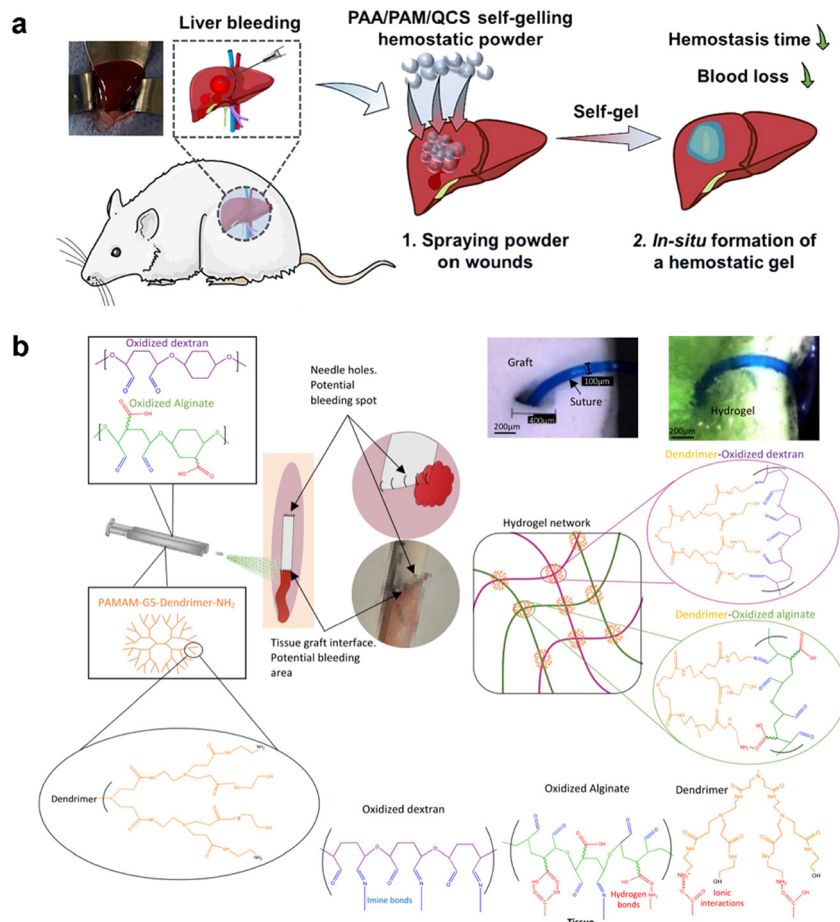 a
Liver bleeding
PAA/PAM/QCS self-gelling
hemostatic powder
Hemostasis time
Blood loss
Self-gel
1. Spraying powder
on wounds
2. In-situ formation of
a hemostatic gel
b
Oxidized dextran
Oxidized Alginate
Needle holes.
Potential
bleeding spot
Graft
100μm
Suture
400μm
200μm
Hydrogel
200μm
Dendrimer-Oxidized dextran
Hydrogel network
PAMAM-G5-Dendrimer-NH2
Tissue graft interface.
Potential bleeding
area
Dendrimer-Oxidized alginate
Dendrimer
Oxidized dextran
Imine bonds
Oxidized Alginate
Hydrogen
bonds
Tissue
Dendrimer
Ionic
interactions